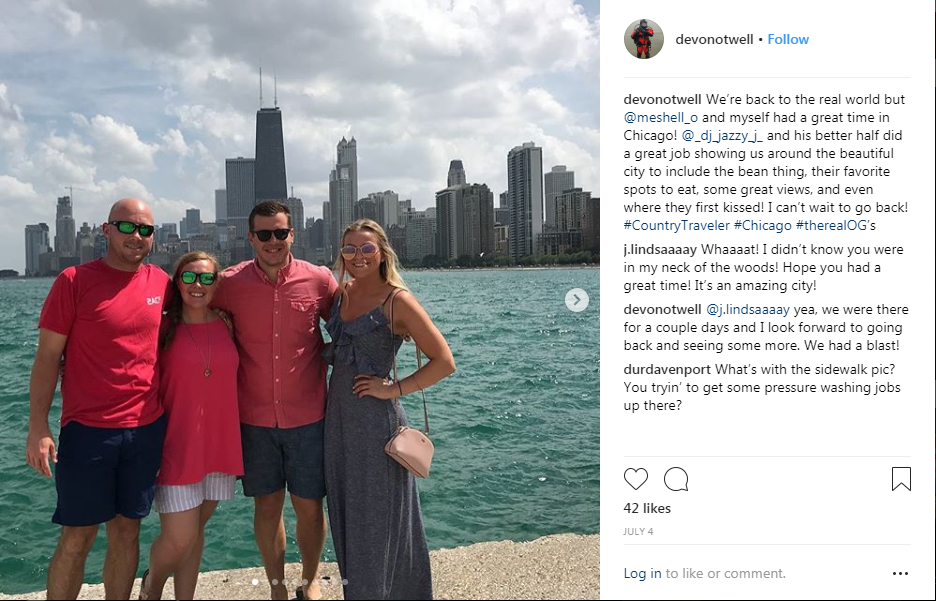 devonotwell • Follow
devonotwell We're back to the real world but
@meshell_o and myself had a great time in
Chicago! @_dj_jazzy_j_ and his better half did
a great job showing us around the beautiful
city to include the bean thing, their favorite
spots to eat, some great views, and even
where they first kissed! I can't wait to go back!
#CountryTraveler #Chicago #therealOG's
j.lindsaaaay Whaaaat! I didn't know you were
in my neck of the woods! Hope you had a
great time! It's an amazing city!
devonotwell @j.lindsaaaay yea, we were there
for a couple days and I look forward to going
back and seeing some more. We had a blast!
durdavenport What's with the sidewalk pic?
You tryin' to get some pressure washing jobs
up there?
42 likes
JULY 4
Log in to like or comment.